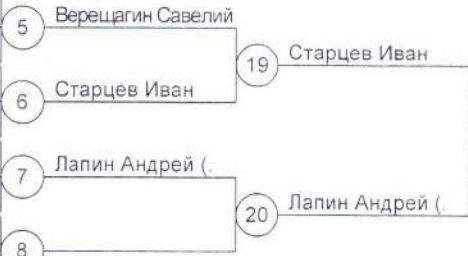 5 Верещагин Савелий
19 Старцев Иван
6 Старцев Иван
7 Лапин Андрей (.
20 Лапин Андрей (.
8